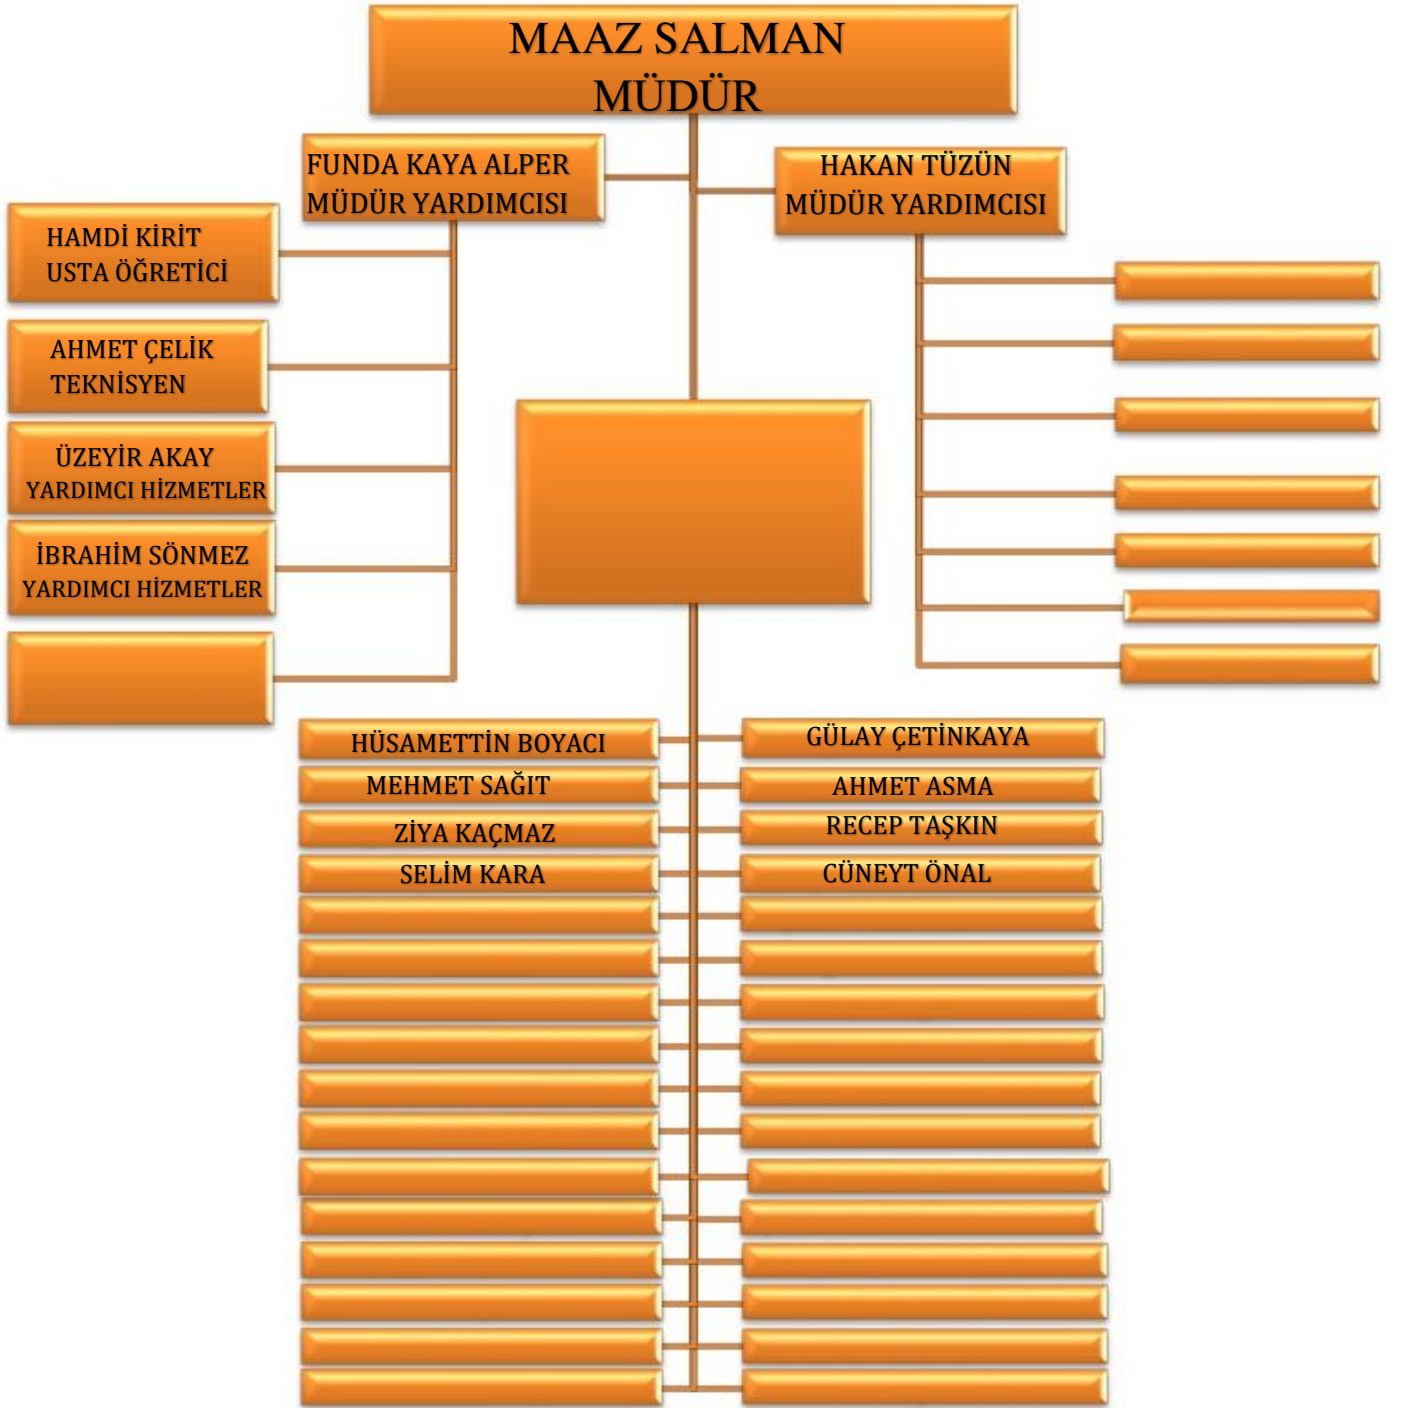 MAAZ SALMAN
MÜDÜR
FUNDA KAYA ALPER
MÜDÜR YARDIMCISI
HAKAN TÜZÜN
MÜDÜR YARDIMCISI
HAMDİ KİRİT
USTA ÖĞRETİCİ
AHMET ÇELİK
TEKNİSYEN
ÜZEYİR AKAY
YARDIMCI HİZMETLER
İBRAHİM SÖNMEZ
YARDIMCI HİZMETLER
HÜSAMETTİN BOYACI
GÜLAY ÇETİNKAYA
MEHMET SAĞIT
AHMET ASMA
ZİYA KAÇMAZ
RECEP TAŞKIN
SELİM KARA
CÜNEYT ÖNAL